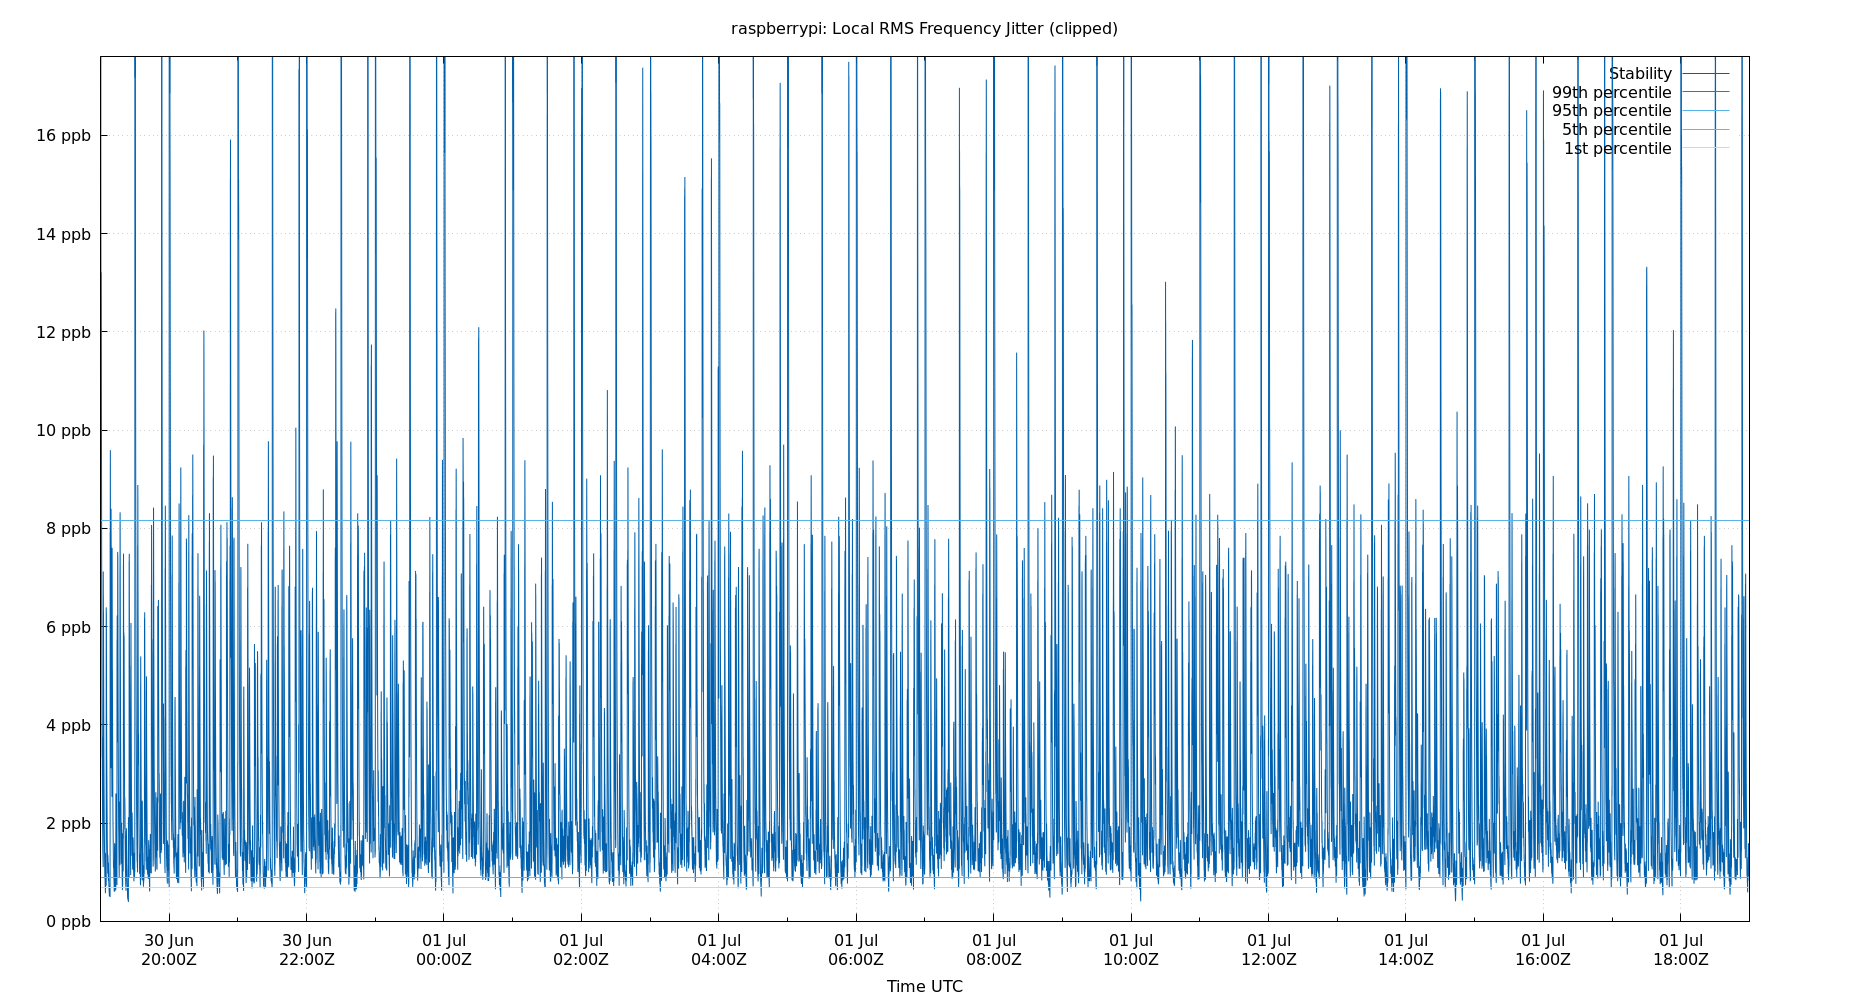 raspberrypi: Local RMS Frequency Jitter (clipped)
Stability
99th percentile
95th percentile
5th percentile
1st percentile
16 ppb
14 ppb
12 ppb
10 ppb
8 ppb
6 ppb
4 ppb
2 ppb
0 ppb
30 Jun 30 Jun 01 Jul 01 Jul 01 Jul 01 Jul 01 Jul 01 Jul 01 Jul 01 Jul 01 Jul 01 Jul
20:00Z 22:00Z 00:00Z 02:00Z 04:00Z 06:00Z 08:00Z 10:00Z 12:00Z 14:00Z 16:00Z 18:00Z
Time UTC